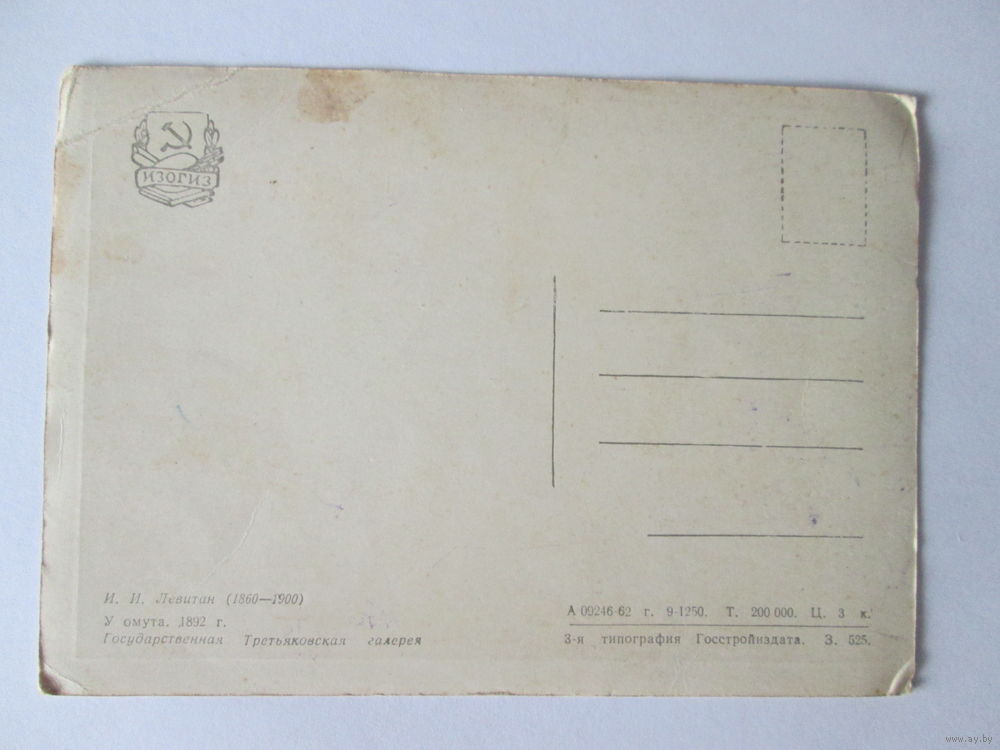 ИЗОГИЗ
И. И. Левитан (1860—1900)
У омута. 1892 г.
Государственная Третьяковская галерея
А 09246-62 г. 9-1250. Т. 200 000. Ц. 3 к.
3-я типография Госстройиздата. З. 525.
www.ay.by